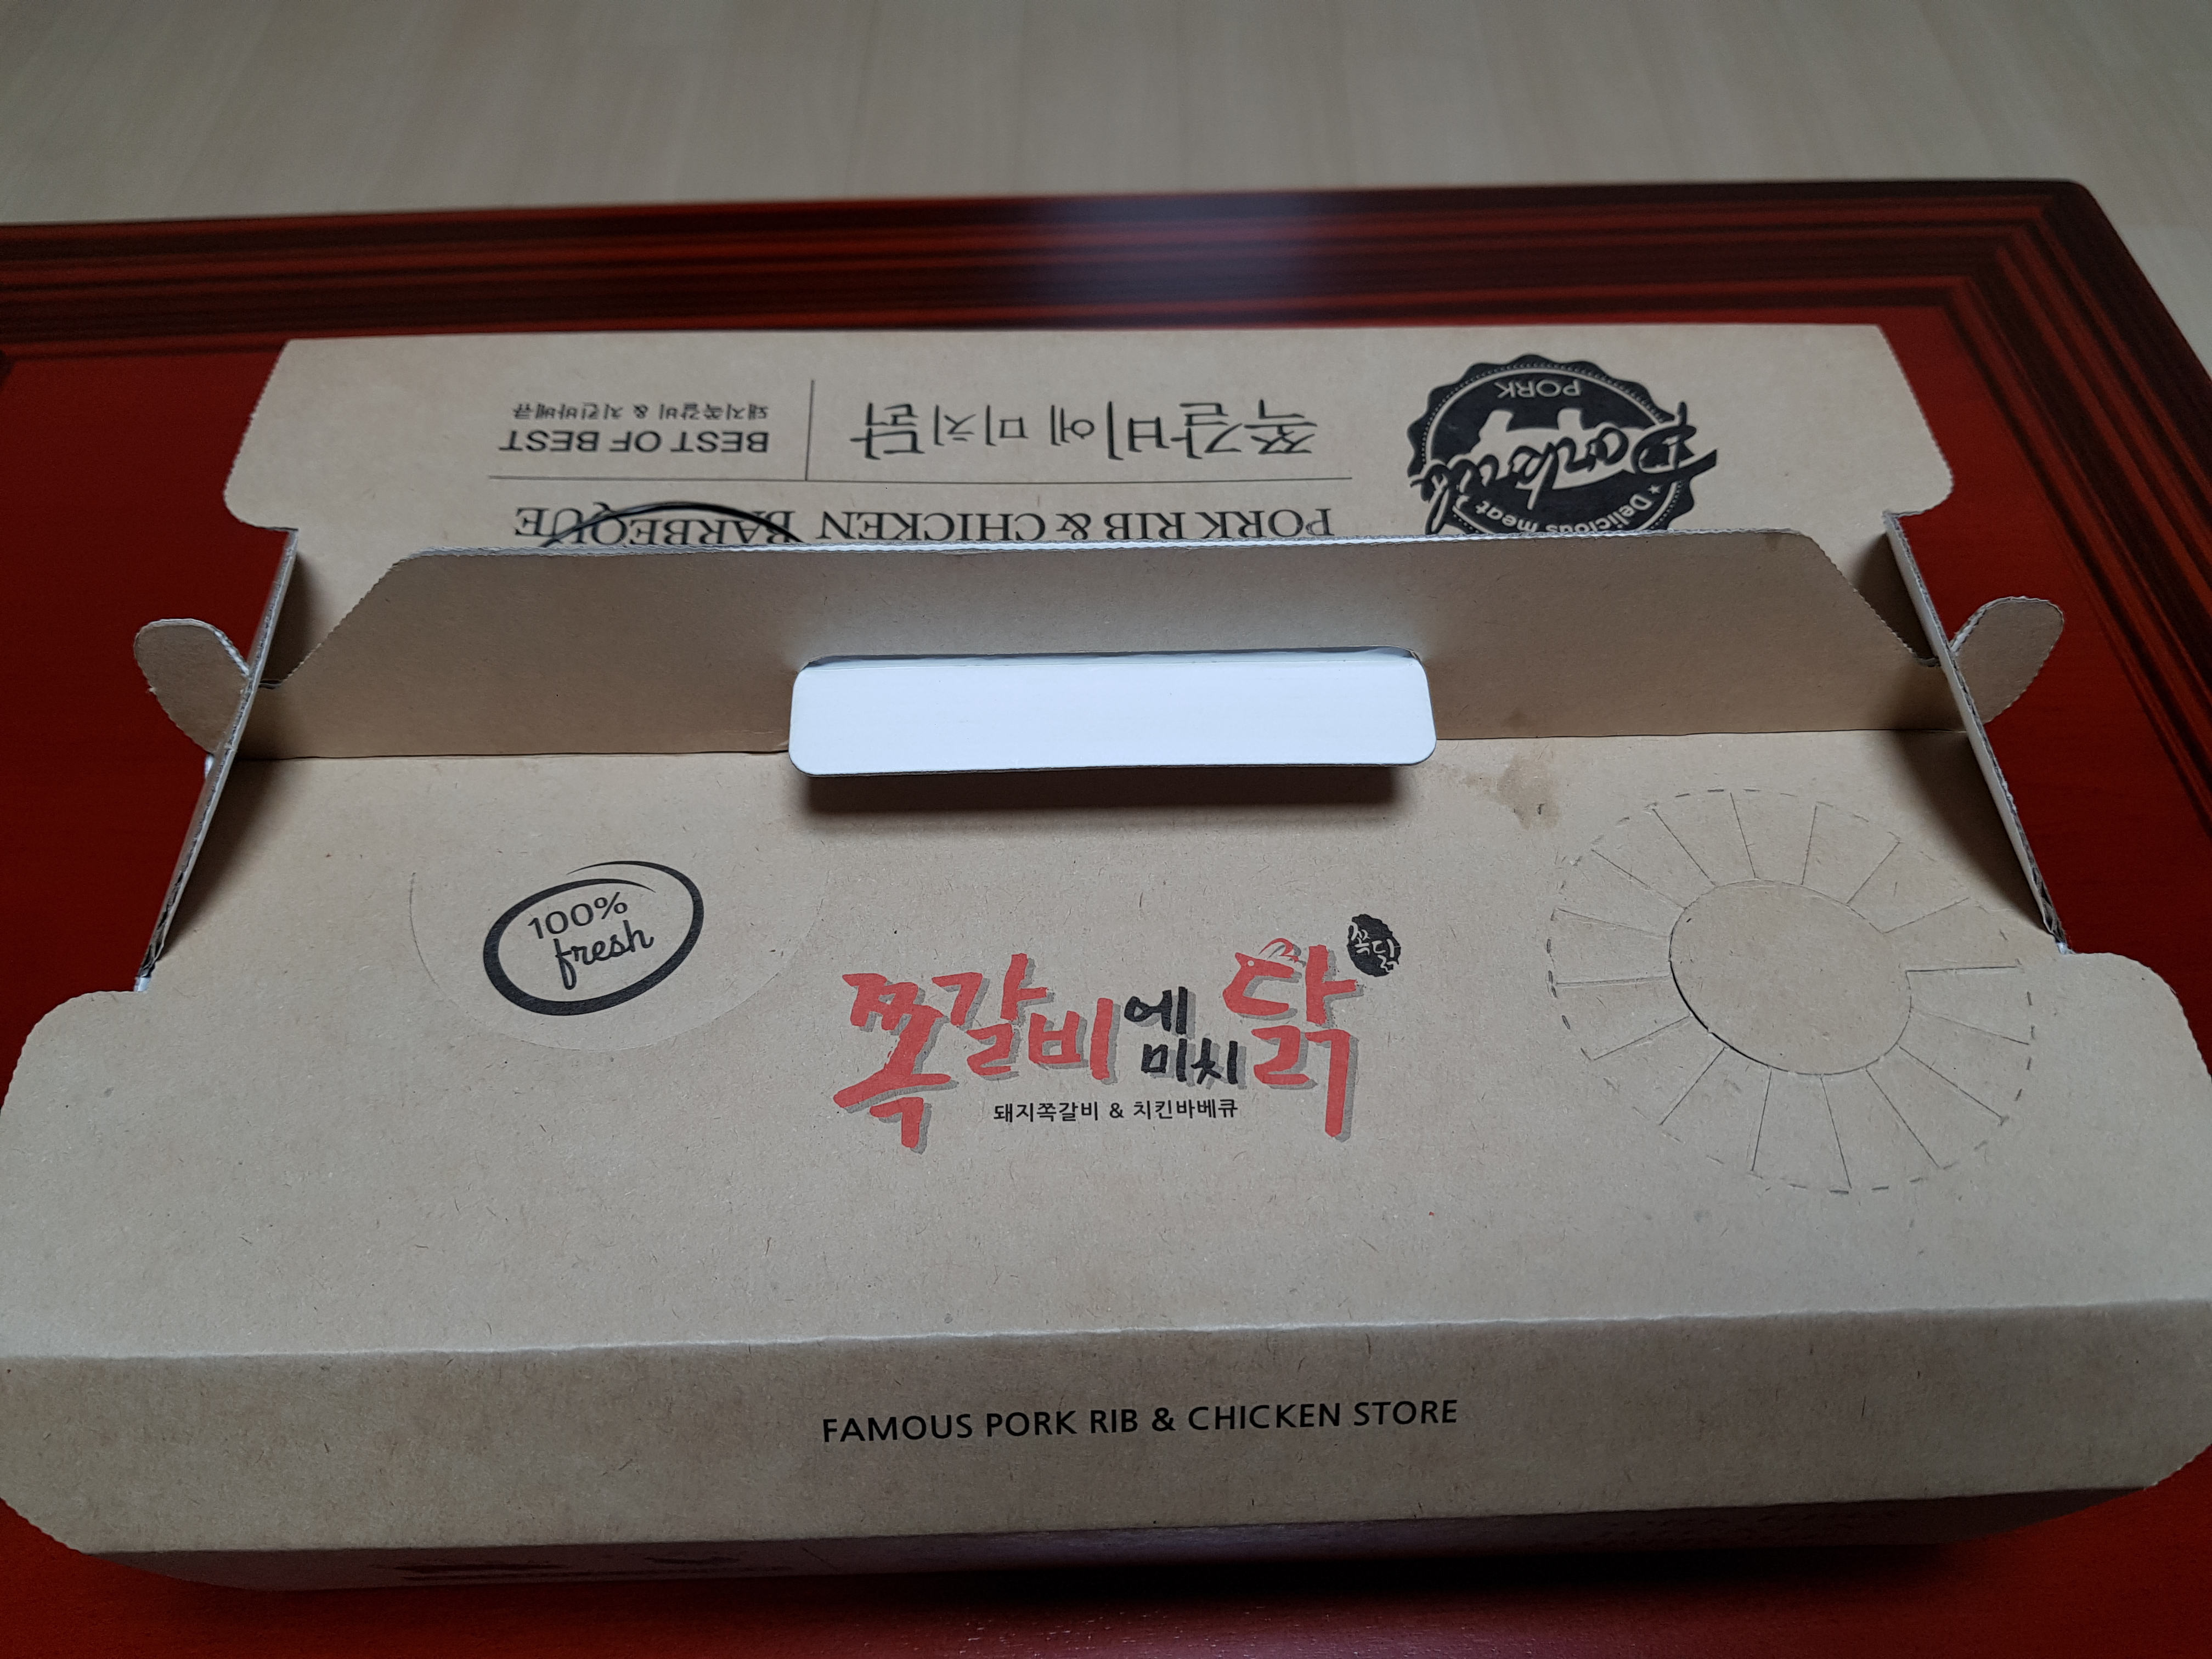 PORK
Porkrib
Delicious meat
쪽갈비에 미치닭
BEST OF BEST
돼지쪽갈비 & 치킨바베큐
PORK RIB & CHICKEN BARBEQUE
100%
fresh
쪽닭
쪽갈비에 미치닭
돼지쪽갈비 & 치킨바베큐
FAMOUS PORK RIB & CHICKEN STORE